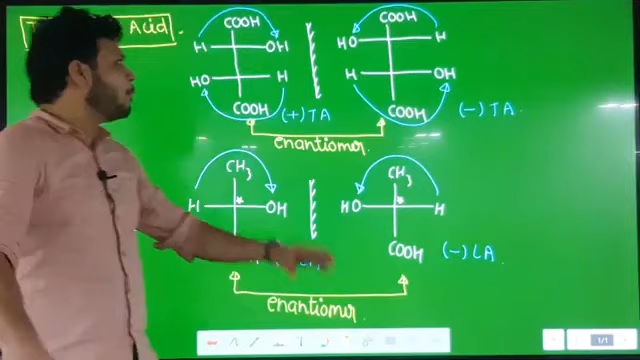 Acid.
COOH COOH
H OH HO H
HO H H OH
COOH (+) TA COOH (-) TA
enantiomer
CH3 CH3
H * OH HO * H
COOH (-) LA
enantiomer
1/1